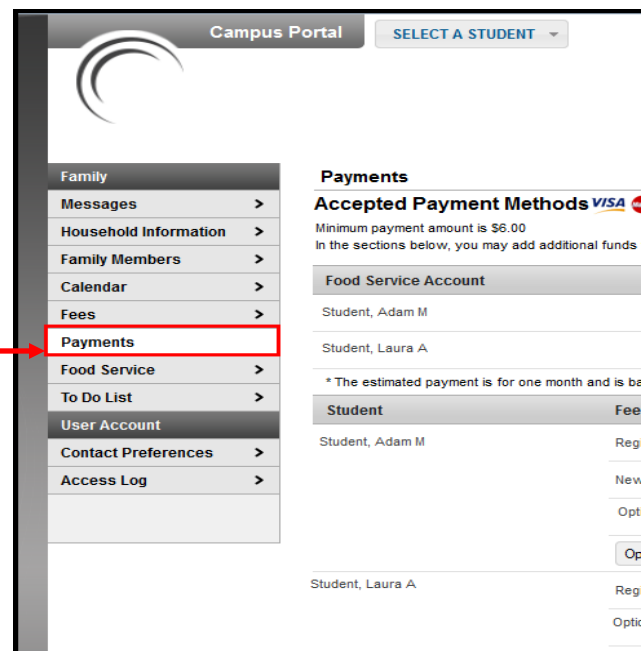 Campus Portal
SELECT A STUDENT
Family
Messages
Household Information
Family Members
Calendar
Fees
Payments
Food Service
To Do List
User Account
Contact Preferences
Access Log
Payments
Accepted Payment Methods VISA
Minimum payment amount is $6.00
In the sections below, you may add additional funds
Food Service Account
Student, Adam M
Student, Laura A
* The estimated payment is for one month and is ba
Student Fee
Student, Adam M Reg
New
Opt
Op
Student, Laura A Reg
Optio